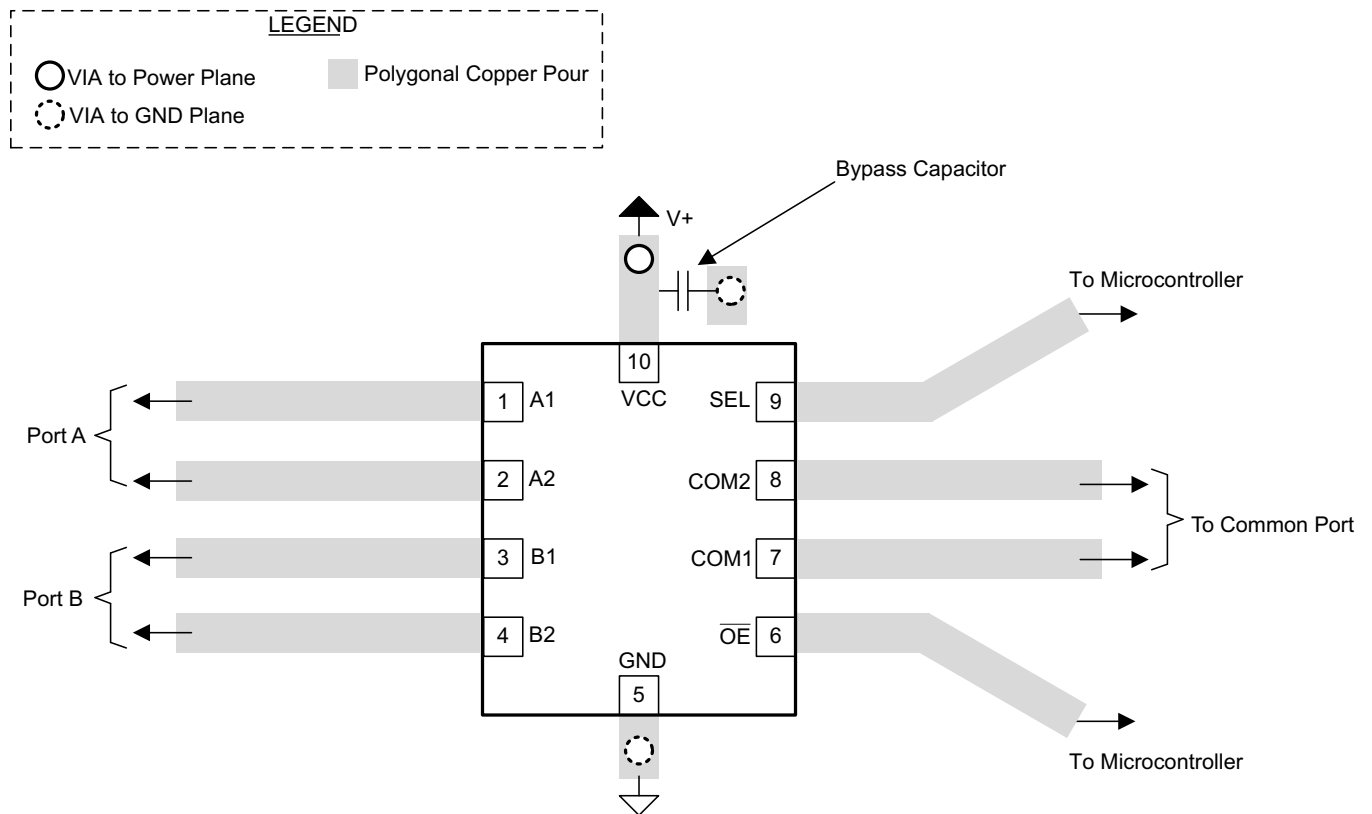 LEGEND
VIA to Power Plane
Polygonal Copper Pour
VIA to GND Plane
Bypass Capacitor
V+
To Microcontroller
10
VCC
1 A1
SEL 9
Port A
2 A2
COM2 8
To Common Port
3 B1
COM1 7
Port B
4 B2
O̅E̅ 6
GND
5
To Microcontroller